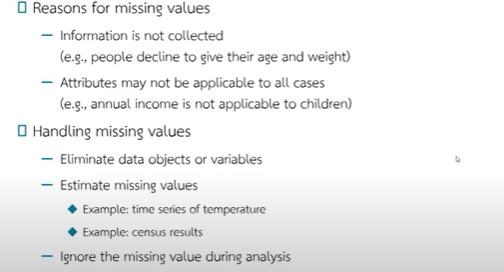 Reasons for missing values
— Information is not collected
(e.g., people decline to give their age and weight)
— Attributes may not be applicable to all cases
(e.g., annual income is not applicable to children)
Handling missing values
— Eliminate data objects or variables
— Estimate missing values
◆ Example: time series of temperature
◆ Example: census results
— Ignore the missing value during analysis